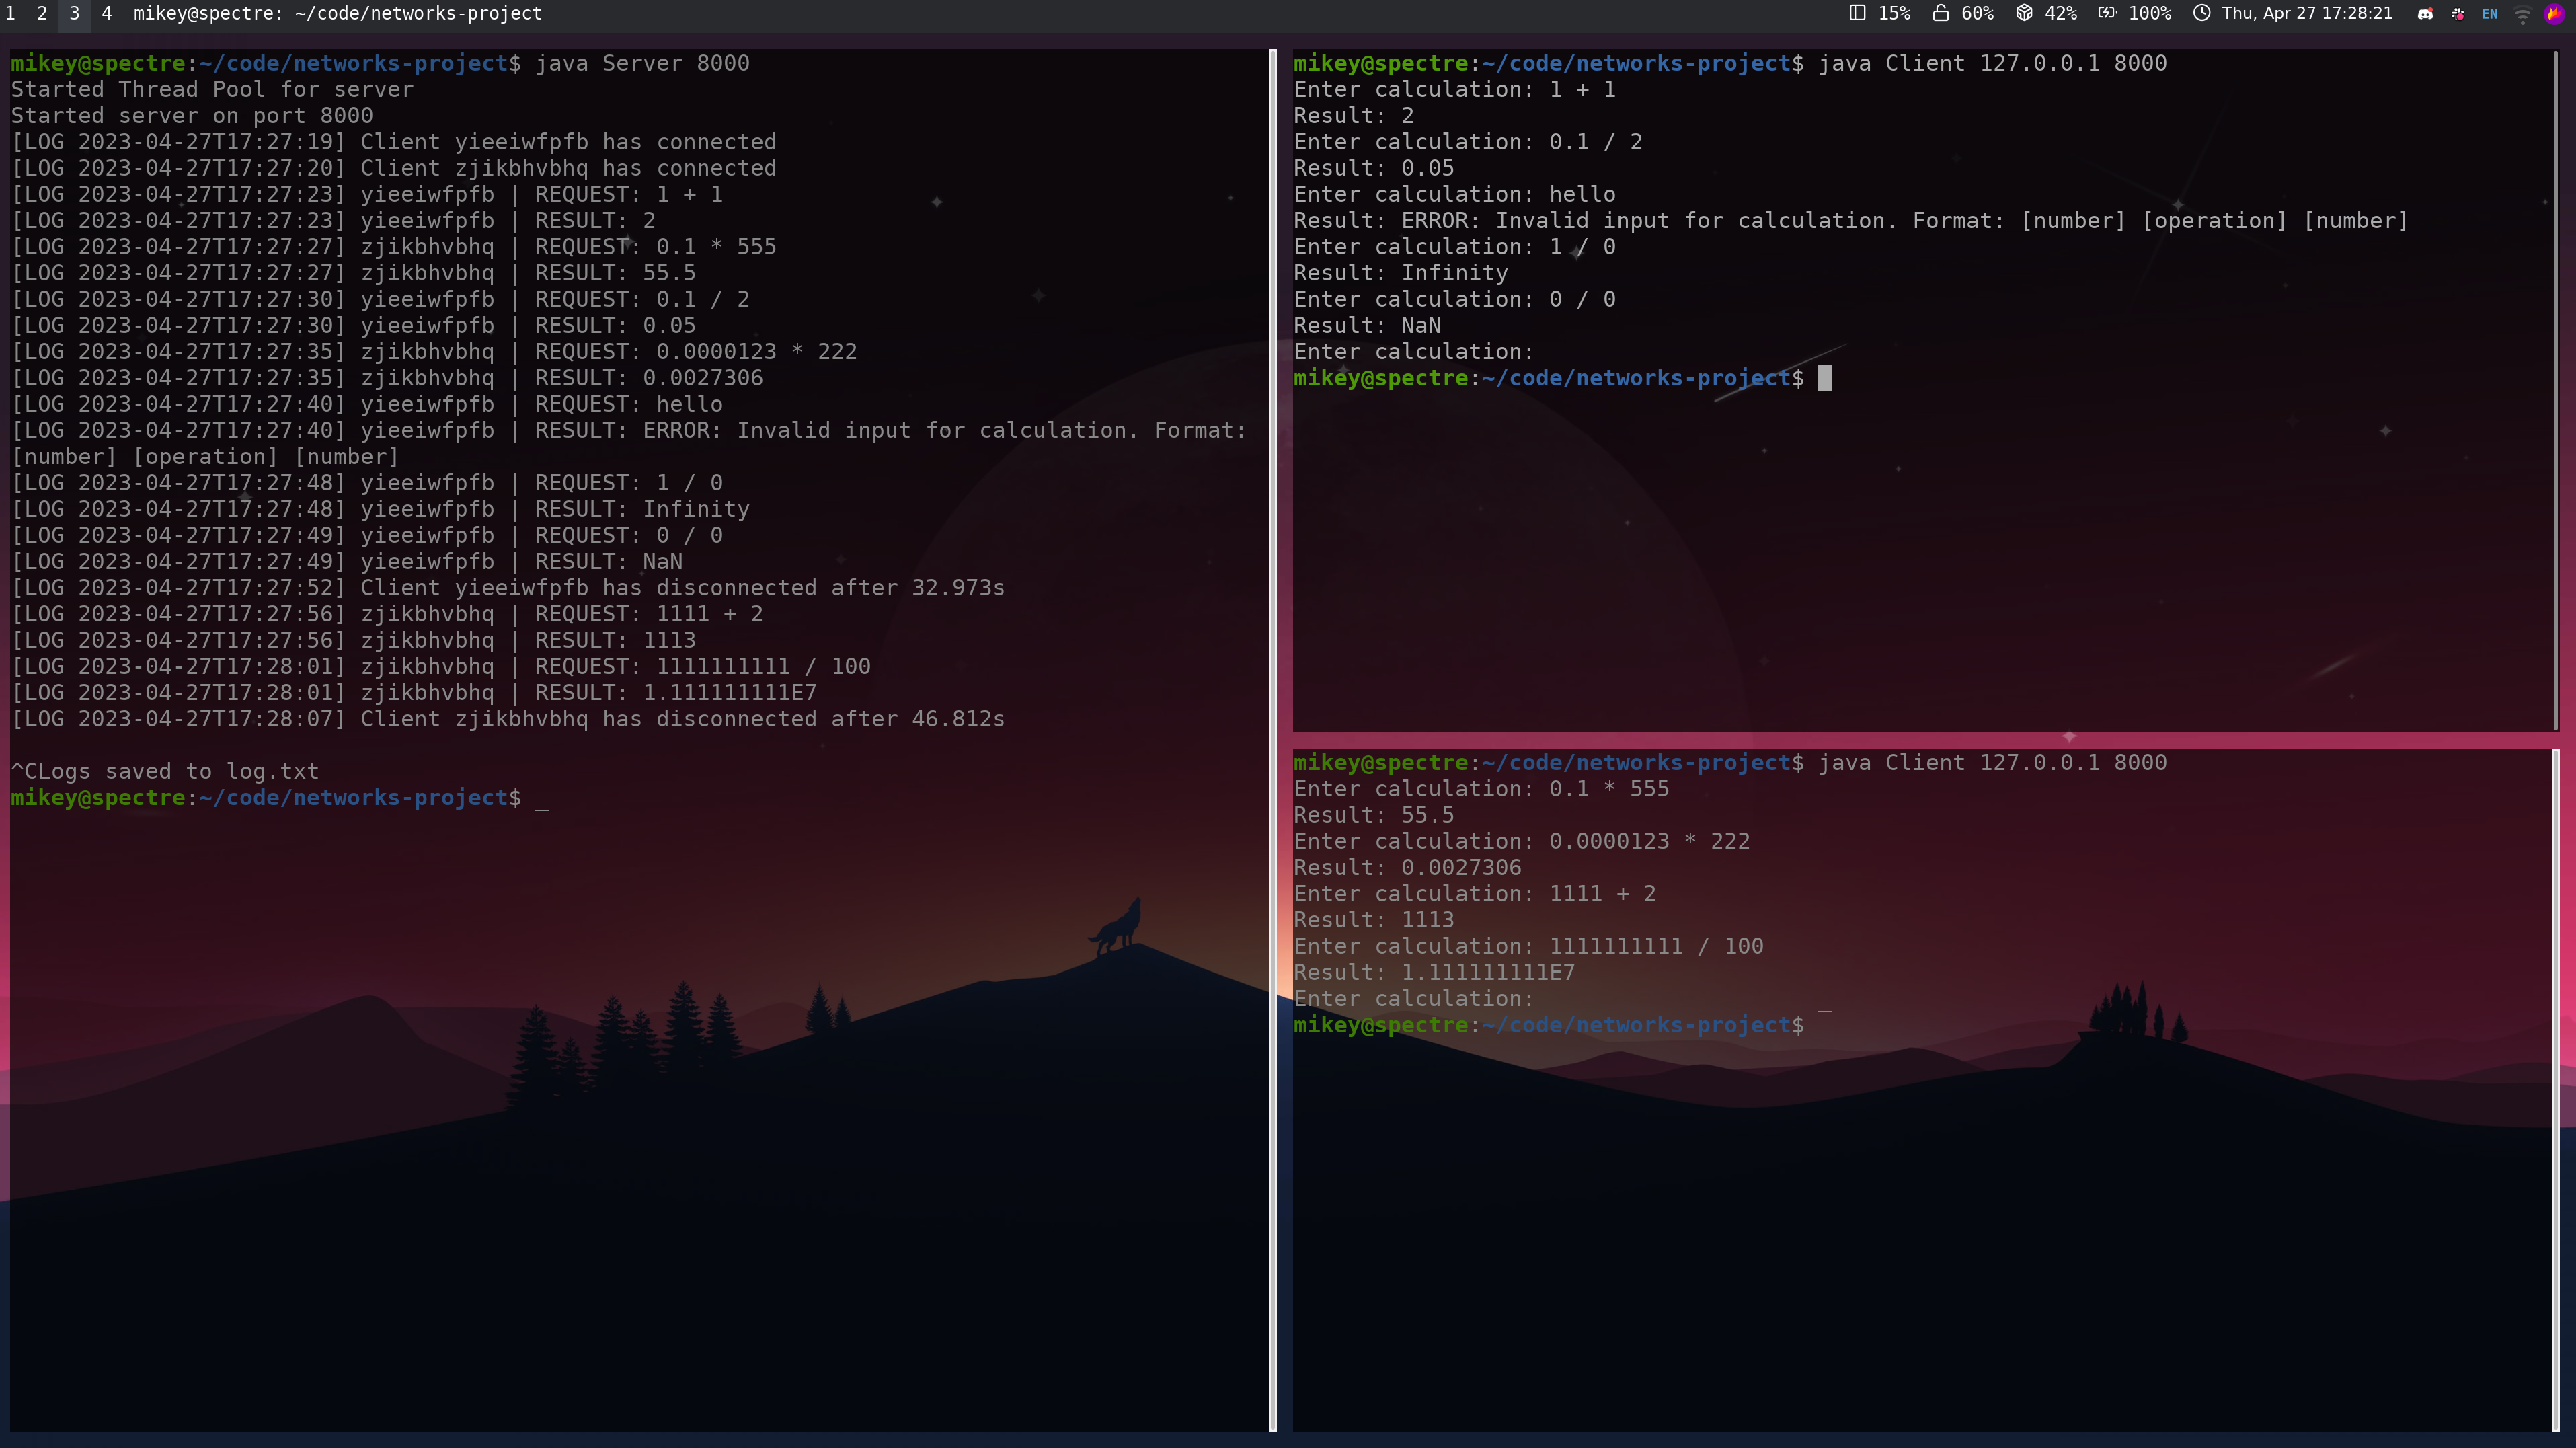 1 2 3 4 mikey@spectre: ~/code/networks-project 15% 60% 42% 100% Thu, Apr 27 17:28:21 EN
mikey@spectre:~/code/networks-project$ java Server 8000
Started Thread Pool for server
Started server on port 8000
[LOG 2023-04-27T17:27:19] Client yieeiwfpfb has connected
[LOG 2023-04-27T17:27:20] Client zjikbhvbhq has connected
[LOG 2023-04-27T17:27:23] yieeiwfpfb | REQUEST: 1 + 1
[LOG 2023-04-27T17:27:23] yieeiwfpfb | RESULT: 2
[LOG 2023-04-27T17:27:27] zjikbhvbhq | REQUEST: 0.1 * 555
[LOG 2023-04-27T17:27:27] zjikbhvbhq | RESULT: 55.5
[LOG 2023-04-27T17:27:30] yieeiwfpfb | REQUEST: 0.1 / 2
[LOG 2023-04-27T17:27:30] yieeiwfpfb | RESULT: 0.05
[LOG 2023-04-27T17:27:35] zjikbhvbhq | REQUEST: 0.0000123 * 222
[LOG 2023-04-27T17:27:35] zjikbhvbhq | RESULT: 0.0027306
[LOG 2023-04-27T17:27:40] yieeiwfpfb | REQUEST: hello
[LOG 2023-04-27T17:27:40] yieeiwfpfb | RESULT: ERROR: Invalid input for calculation. Format:
[number] [operation] [number]
[LOG 2023-04-27T17:27:48] yieeiwfpfb | REQUEST: 1 / 0
[LOG 2023-04-27T17:27:48] yieeiwfpfb | RESULT: Infinity
[LOG 2023-04-27T17:27:49] yieeiwfpfb | REQUEST: 0 / 0
[LOG 2023-04-27T17:27:49] yieeiwfpfb | RESULT: NaN
[LOG 2023-04-27T17:27:52] Client yieeiwfpfb has disconnected after 32.973s
[LOG 2023-04-27T17:27:56] zjikbhvbhq | REQUEST: 1111 + 2
[LOG 2023-04-27T17:27:56] zjikbhvbhq | RESULT: 1113
[LOG 2023-04-27T17:28:01] zjikbhvbhq | REQUEST: 1111111111 / 100
[LOG 2023-04-27T17:28:01] zjikbhvbhq | RESULT: 1.111111111E7
[LOG 2023-04-27T17:28:07] Client zjikbhvbhq has disconnected after 46.812s
^CLogs saved to log.txt
mikey@spectre:~/code/networks-project$
mikey@spectre:~/code/networks-project$ java Client 127.0.0.1 8000
Enter calculation: 1 + 1
Result: 2
Enter calculation: 0.1 / 2
Result: 0.05
Enter calculation: hello
Result: ERROR: Invalid input for calculation. Format: [number] [operation] [number]
Enter calculation: 1 / 0
Result: Infinity
Enter calculation: 0 / 0
Result: NaN
Enter calculation:
mikey@spectre:~/code/networks-project$
mikey@spectre:~/code/networks-project$ java Client 127.0.0.1 8000
Enter calculation: 0.1 * 555
Result: 55.5
Enter calculation: 0.0000123 * 222
Result: 0.0027306
Enter calculation: 1111 + 2
Result: 1113
Enter calculation: 1111111111 / 100
Result: 1.111111111E7
Enter calculation:
mikey@spectre:~/code/networks-project$